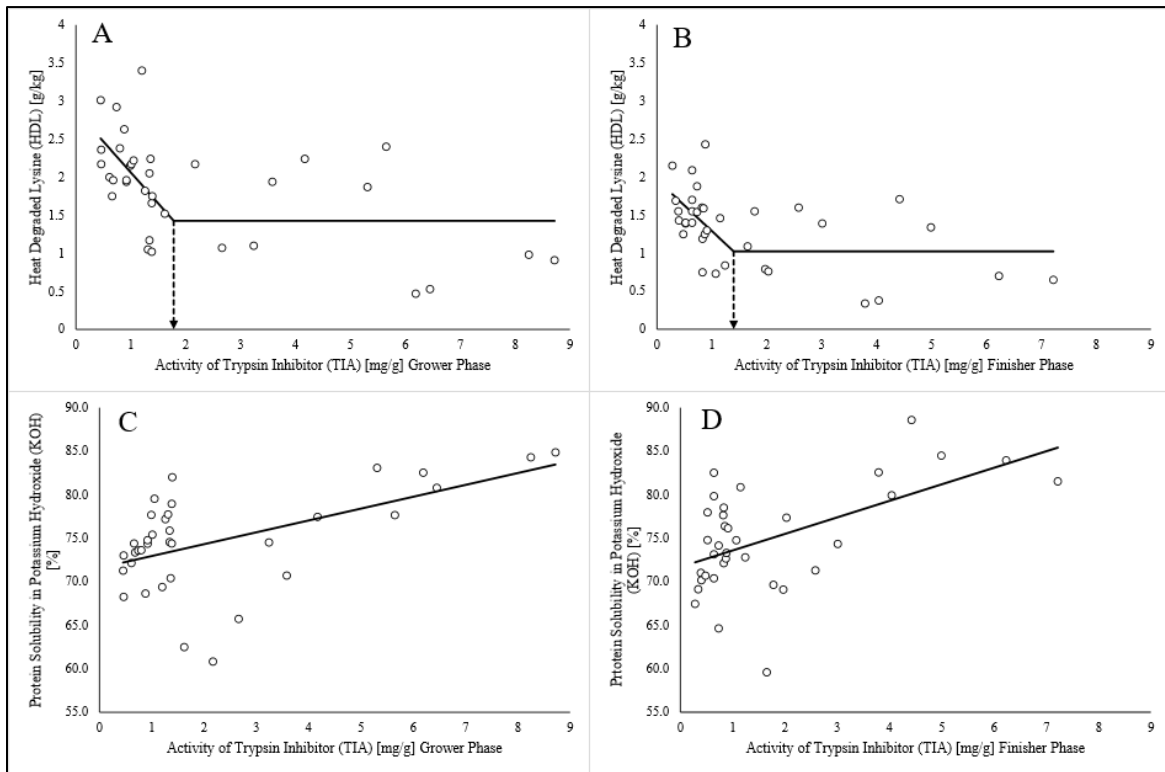 A
Heat Degraded Lysine (HDL) [g/kg]
4
3.5
3
2.5
2
1.5
1
0.5
0
0 1 2 3 4 5 6 7 8 9
Activity of Trypsin Inhibitor (TIA) [mg/g] Grower Phase
B
Heat Degraded Lysine (HDL) [g/kg]
4
3.5
3
2.5
2
1.5
1
0.5
0
0 1 2 3 4 5 6 7 8 9
Activity of Trypsin Inhibitor (TIA) [mg/g] Finisher Phase
C
Protein Solubility in Potassium Hydroxide (KOH)
[%]
90.0
85.0
80.0
75.0
70.0
65.0
60.0
55.0
0 1 2 3 4 5 6 7 8 9
Activity of Trypsin Inhibitor (TIA) [mg/g] Grower Phase
D
Prtotein Solubility in Potassium Hydroxide
(KOH) [%]
90.0
85.0
80.0
75.0
70.0
65.0
60.0
55.0
0 1 2 3 4 5 6 7 8 9
Activity of Trypsin Inhibitor (TIA) [mg/g] Finisher Phase